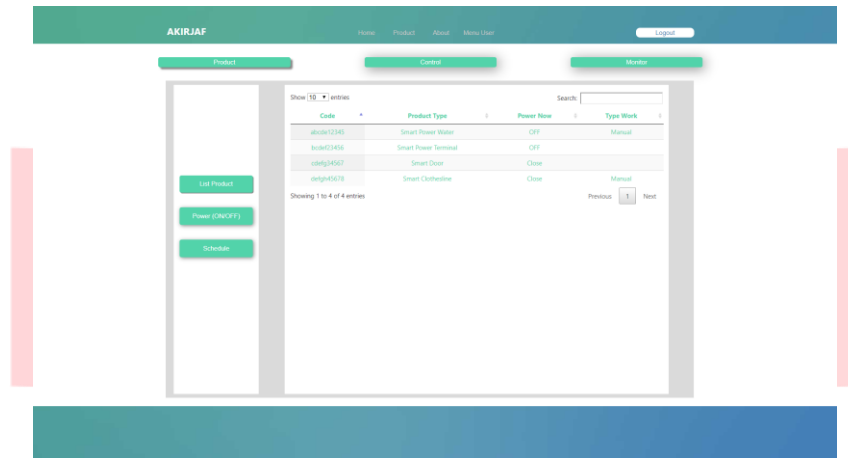 AKIRJAF Home Product About Menu User Logout
Product Control Monitor
Show 10 entries Search:
Code Product Type Power Now Type Work
abcde12345 Smart Power Water OFF Manual
bcdef23456 Smart Power Terminal OFF
cdefg34567 Smart Door Close
defgh45678 Smart Clothesline Close Manual
Showing 1 to 4 of 4 entries Previous 1 Next
List Product
Power (ON/OFF)
Schedule